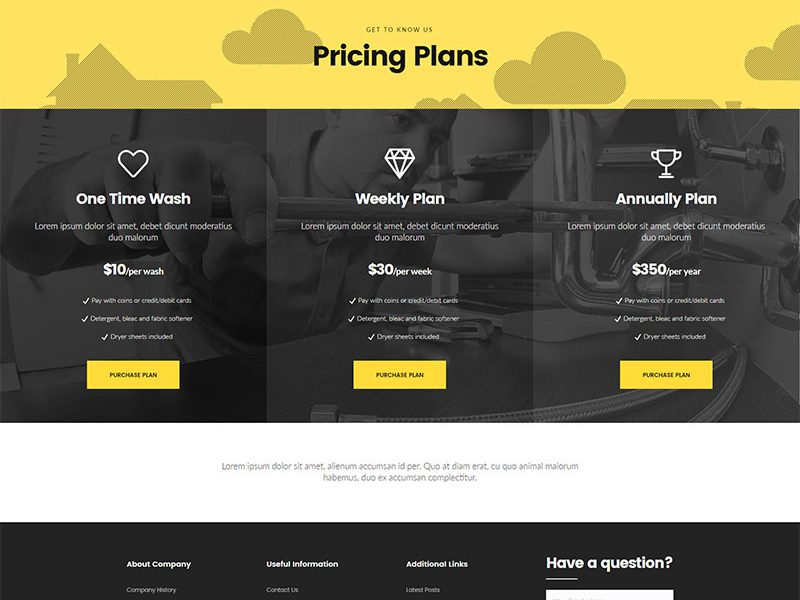 GET TO KNOW US
Pricing Plans
One Time Wash
Lorem ipsum dolor sit amet, debet dicunt moderatius
duo malorum
$10/per wash
Pay with coins or credit/debit cards
Detergent, bleac and fabric softener
Dryer sheets included
PURCHASE PLAN
Weekly Plan
Lorem ipsum dolor sit amet, debet dicunt moderatius
duo malorum
$30/per week
Pay with coins or credit/debit cards
Detergent, bleac and fabric softener
Dryer sheets included
PURCHASE PLAN
Annually Plan
Lorem ipsum dolor sit amet, debet dicunt moderatius
duo malorum
$350/per year
Pay with coins or credit/debit cards
Detergent, bleac and fabric softener
Dryer sheets included
PURCHASE PLAN
Lorem ipsum dolor sit amet, alienum accumsan id per. Quo at diam erat, cu quo animal maiorum
habemus, duo ex accumsan complectitur.
About Company
Company History
Useful Information
Contact Us
Additional Links
Latest Posts
Have a question?